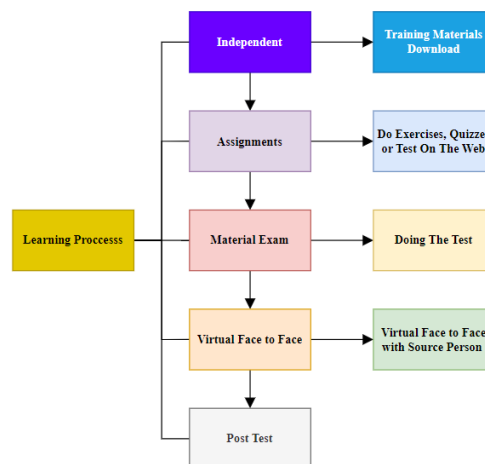 Independent
Training Materials
Download
Assignments
Do Exercises, Quizze
or Test On The Web
Learning Proccesss
Material Exam
Doing The Test
Virtual Face to Face
Virtual Face to Face
with Source Person
Post Test